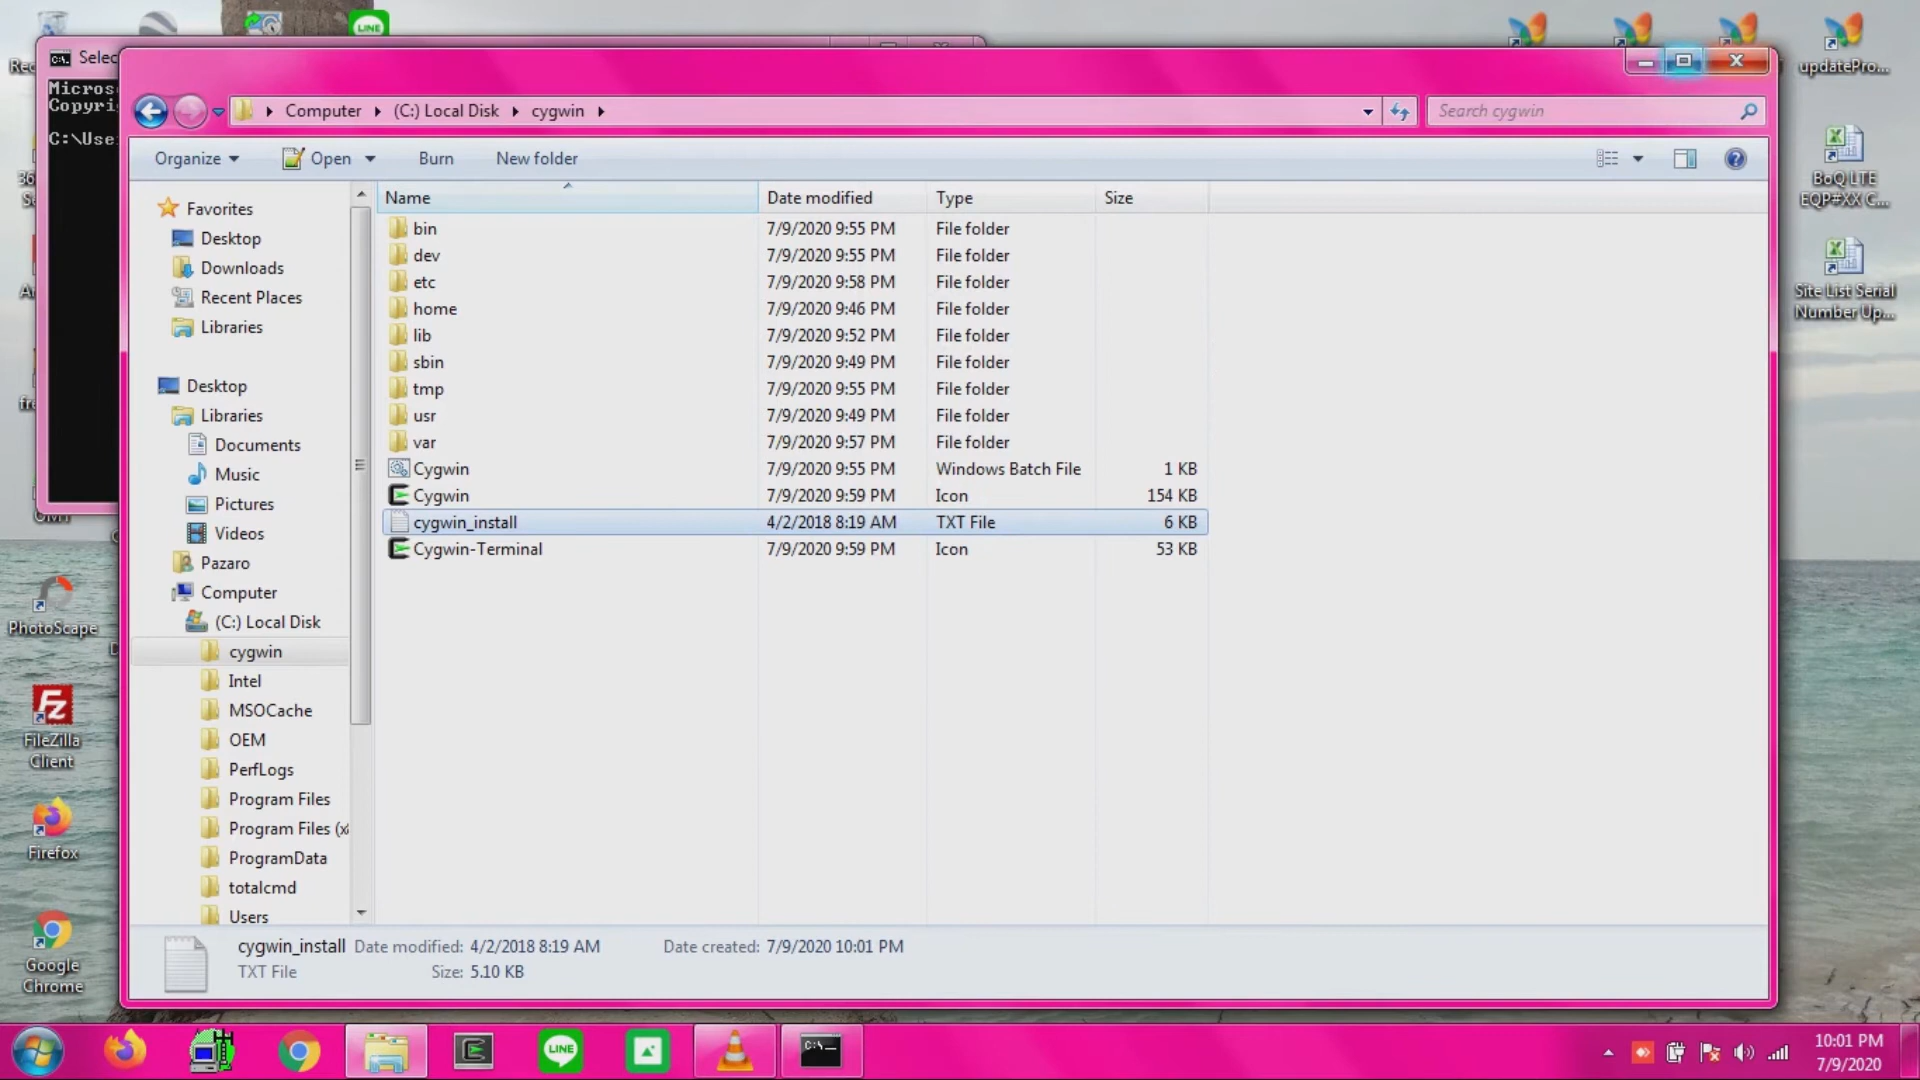 LINE
Selec
Micros
Copyri
C:\Use
Computer
(C:) Local Disk
cygwin
Search cygwin
Organize
Open
Burn
New folder
Name
Date modified
Type
Size
bin 7/9/2020 9:55 PM File folder
dev 7/9/2020 9:55 PM File folder
etc 7/9/2020 9:58 PM File folder
home 7/9/2020 9:46 PM File folder
lib 7/9/2020 9:52 PM File folder
sbin 7/9/2020 9:49 PM File folder
tmp 7/9/2020 9:55 PM File folder
usr 7/9/2020 9:49 PM File folder
var 7/9/2020 9:57 PM File folder
Cygwin 7/9/2020 9:55 PM Windows Batch File 1 KB
Cygwin 7/9/2020 9:59 PM Icon 154 KB
cygwin_install 4/2/2018 8:19 AM TXT File 6 KB
Cygwin-Terminal 7/9/2020 9:59 PM Icon 53 KB
Favorites
Desktop
Downloads
Recent Places
Libraries
Desktop
Libraries
Documents
Music
Pictures
Videos
Pazaro
Computer
(C:) Local Disk
cygwin
Intel
MSOCache
OEM
PerfLogs
Program Files
Program Files (x
ProgramData
totalcmd
Users
cygwin_install Date modified: 4/2/2018 8:19 AM Date created: 7/9/2020 10:01 PM
TXT File Size: 5.10 KB
updatePro...
BoQ LTE
EQP#XX C...
Site List Serial
Number Up...
PhotoScape
FileZilla
Client
Firefox
Google
Chrome
LINE
C:\_
10:01 PM
7/9/2020